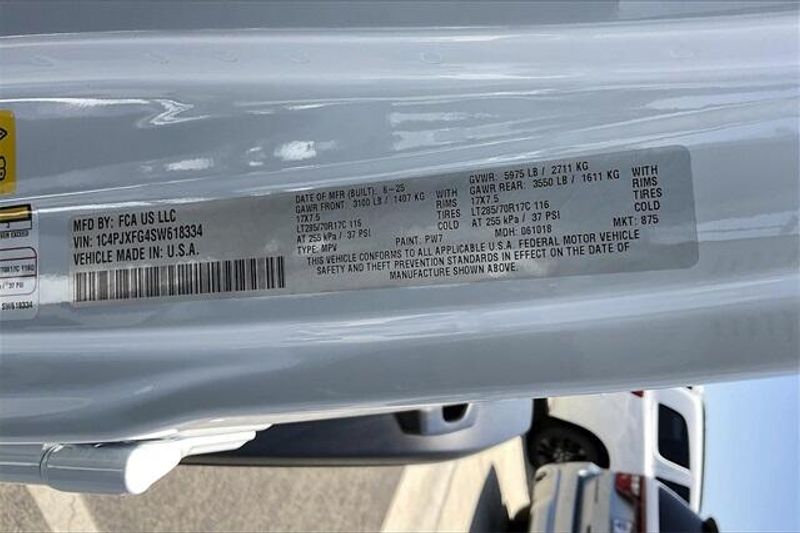 MFD BY: FCA US LLC
VIN: 1C4PJXFG4SW618334
VEHICLE MADE IN: U.S.A.
DATE OF MFR (BUILT): 6-25
GAWR FRONT: 3100 LB / 1407 KG WITH
17X7.5 RIMS
LT285/70R17C 116 TIRES
AT 255 kPa / 37 PSI COLD
TYPE: MPV
PAINT: PW7
GVWR: 5975 LB / 2711 KG
GAWR REAR: 3550 LB / 1611 KG WITH
17X7.5 RIMS
LT285/70R17C 116 TIRES
AT 255 kPa / 37 PSI COLD
MDH: 061018
MKT: 875
THIS VEHICLE CONFORMS TO ALL APPLICABLE U.S.A. FEDERAL MOTOR VEHICLE
SAFETY AND THEFT PREVENTION STANDARDS IN EFFECT ON THE DATE OF
MANUFACTURE SHOWN ABOVE.
37 PSI
SW618334